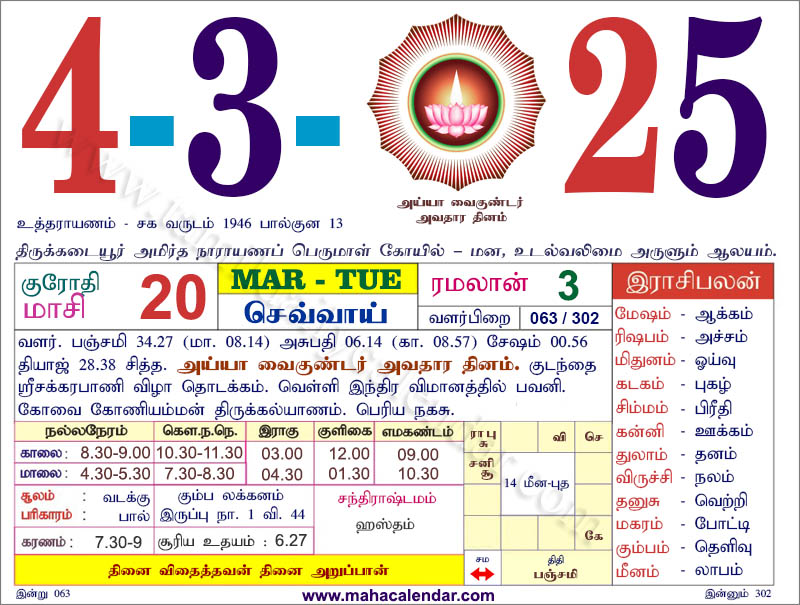 4-3- 25
அய்யா வைகுண்டர்
அவதார தினம்
உத்தராயணம் - சக வருடம் 1946 பால்குன 13
திருக்கடையூர் அமிர்த நாராயணப் பெருமாள் கோயில் – மன, உடல்வலிமை அருளும் ஆலயம்.
குரோதி
மாசி 20
MAR - TUE
செவ்வாய்
ரமலான் 3
வளர்பிறை 063 / 302
வளர். பஞ்சமி 34.27 (மா. 08.14) அசுபதி 06.14 (கா. 08.57) சேஷம் 00.56
தியாஜ் 28.38 சித்த. அய்யா வைகுண்டர் அவதார தினம். குடந்தை
ஸ்ரீசக்கரபாணி விழா தொடக்கம். வெள்ளி இந்திர விமானத்தில் பவனி.
கோவை கோணியம்மன் திருக்கல்யாணம். பெரிய நகசு.
நல்லநேரம் கௌ.ந.நெ. இராகு குளிகை எமகண்டம்
காலை: 8.30-9.00 10.30-11.30 03.00 12.00 09.00
மாலை: 4.30-5.30 7.30-8.30 04.30 01.30 10.30
சூலம் : வடக்கு
பரிகாரம் : பால்
கும்ப லக்கனம்
இருப்பு நா. 1 வி. 44
சந்திராஷ்டமம்
ஹஸ்தம்
கரணம் : 7.30-9 சூரிய உதயம் : 6.27
தினை விதைத்தவன் தினை அறுப்பான்
ரா பு
சு
வி
செ
சனி
சூ
14 மீன-புத
கே
சம
திதி
பஞ்சமி
இராசிபலன்
மேஷம் - ஆக்கம்
ரிஷபம் - அச்சம்
மிதுனம் - ஓய்வு
கடகம் - புகழ்
சிம்மம் - பிரீதி
கன்னி - ஊக்கம்
துலாம் - தனம்
விருச்சி - நலம்
தனுசு - வெற்றி
மகரம் - போட்டி
கும்பம் - தெளிவு
மீனம் - லாபம்
இன்று 063
www.mahacalendar.com
இன்னும் 302